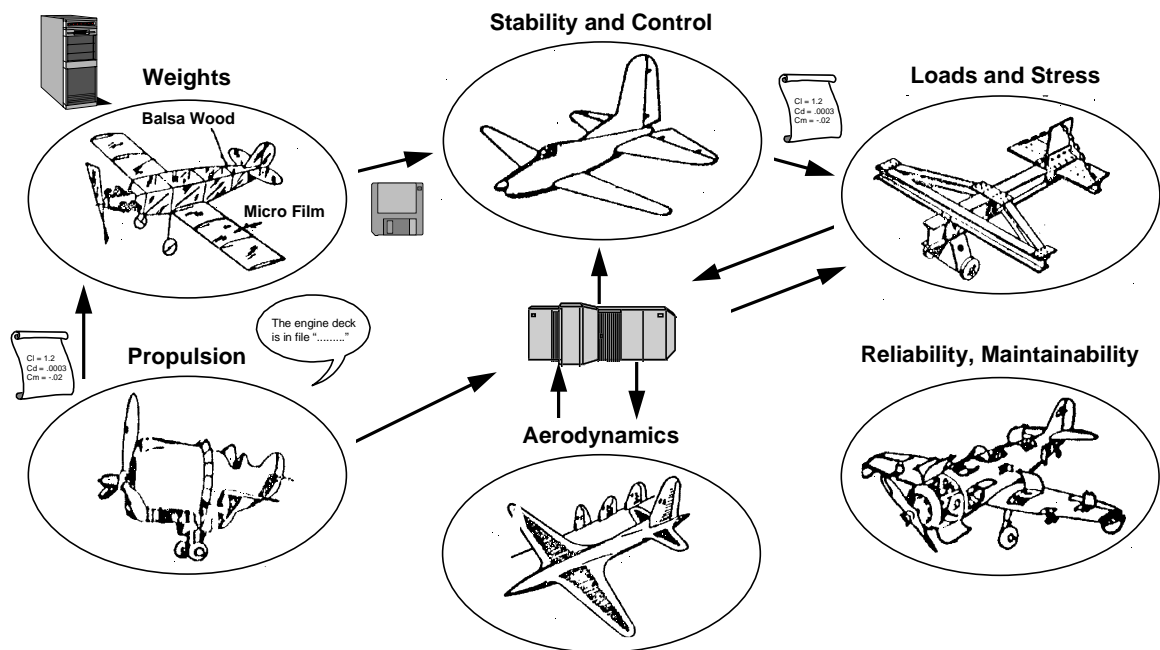 Stability and Control
Weights
Loads and Stress
Cl = 1.2
Cd = .0003
Cm = -.02
Balsa Wood
Micro Film
The engine deck
is in file “.........”
Propulsion
Cl = 1.2
Cd = .0003
Cm = -.02
Reliability, Maintainability
Aerodynamics